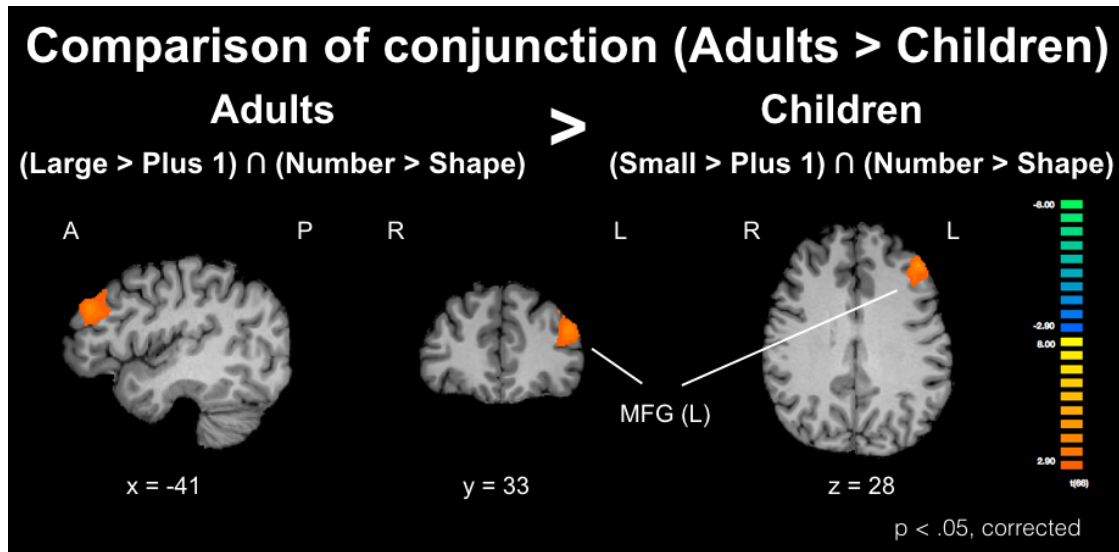 Comparison of conjunction (Adults > Children)
Adults > Children
(Large > Plus 1) ∩ (Number > Shape)
(Small > Plus 1) ∩ (Number > Shape)
A P R L R L
-8.00
-2.90
8.00
2.90
t(66)
MFG (L)
x = -41
y = 33
z = 28
p < .05, corrected